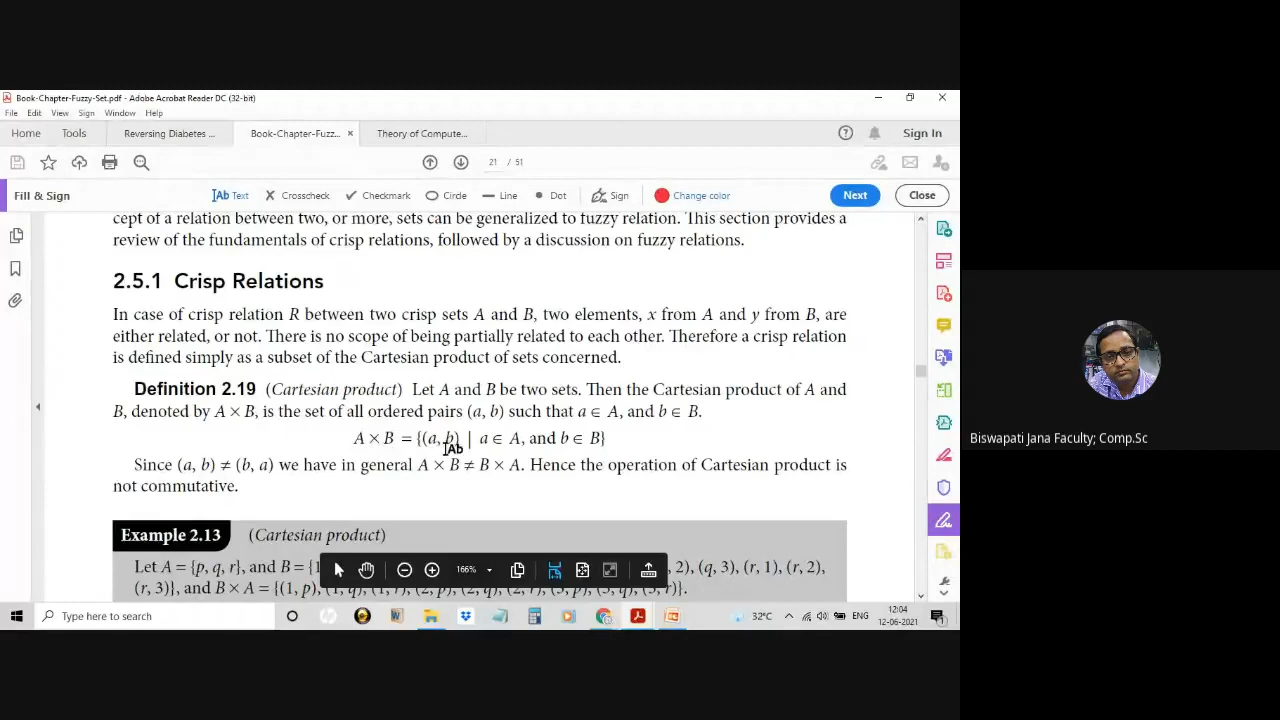 Book-Chapter-Fuzzy-Set.pdf - Adobe Acrobat Reader DC (32-bit)
File Edit View Sign Window Help
Home Tools Reversing Diabetes ... Book-Chapter-Fuzz... × Theory of Compute... Sign In
21 / 51
Fill & Sign Ab Text Crosscheck Checkmark Circle Line Dot Sign Change color Next Close
cept of a relation between two, or more, sets can be generalized to fuzzy relation. This section provides a
review of the fundamentals of crisp relations, followed by a discussion on fuzzy relations.
2.5.1 Crisp Relations
In case of crisp relation R between two crisp sets A and B, two elements, x from A and y from B, are
either related, or not. There is no scope of being partially related to each other. Therefore a crisp relation
is defined simply as a subset of the Cartesian product of sets concerned.
Definition 2.19 (Cartesian product) Let A and B be two sets. Then the Cartesian product of A and
B, denoted by A × B, is the set of all ordered pairs (a, b) such that a ∈ A, and b ∈ B.
A × B = {(a, b) | a ∈ A, and b ∈ B}
Ab
Since (a, b) ≠ (b, a) we have in general A × B ≠ B × A. Hence the operation of Cartesian product is
not commutative.
Example 2.13 (Cartesian product)
Let A = {p, q, r}, and B = {1 , 2), (q, 3), (r, 1), (r, 2),
166%
(r, 3)}, and B × A = {(1, p), (1, q), (1, r), (2, p), (2, q), (2, r), (3, p), (3, q), (3, r)}.
Biswapati Jana Faculty; Comp.Sc
Type here to search 32°C ENG 12:04
12-06-2021